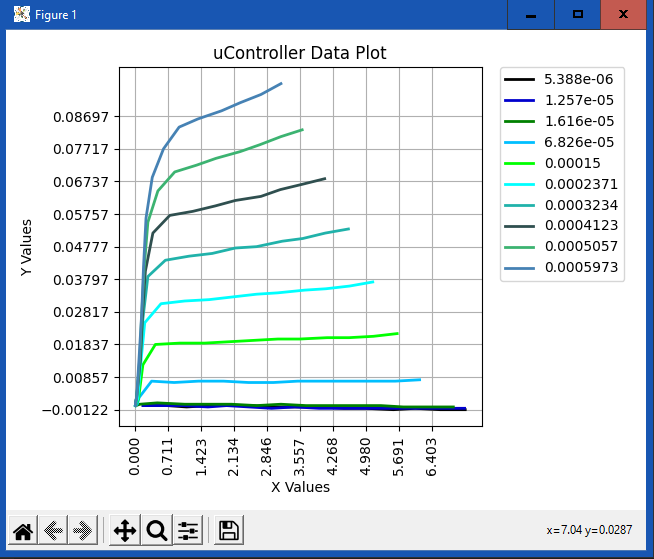 Figure 1
uController Data Plot
5.388e-06
1.257e-05
1.616e-05
6.826e-05
0.00015
0.0002371
0.0003234
0.0004123
0.0005057
0.0005973
Y Values
0.08697
0.07717
0.06737
0.05757
0.04777
0.03797
0.02817
0.01837
0.00857
−0.00122
0.000
0.711
1.423
2.134
2.846
3.557
4.268
4.980
5.691
6.403
X Values
x=7.04 y=0.0287